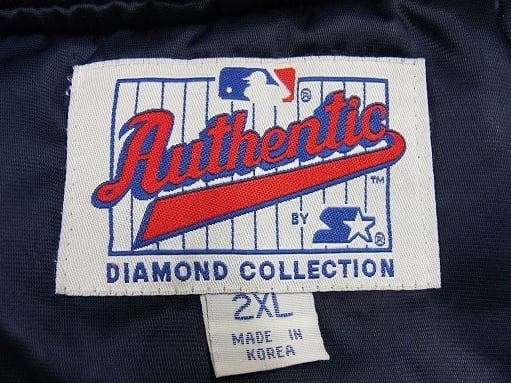 ®
Authentic
™
BY
®
DIAMOND COLLECTION
2XL
MADE IN
KOREA